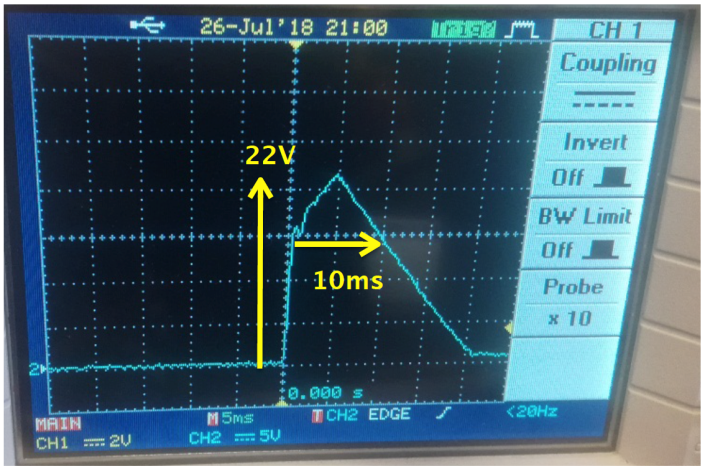 26-Jul'18 21:00
CH 1
Coupling
Invert
Off
BW Limit
Off
Probe
x 10
22V
10ms
2
0.000 s
MAIN M 5ms T CH2 EDGE <20Hz
CH1 2V CH2 5V